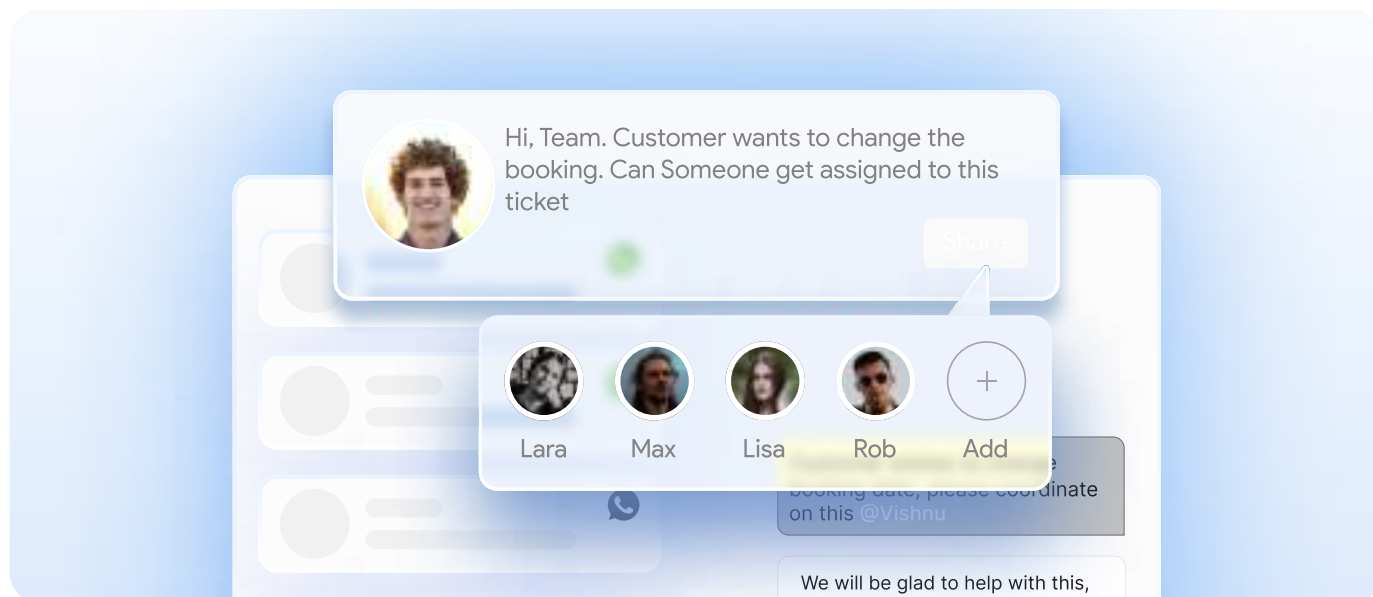 Hi, Team. Customer wants to change the
booking. Can Someone get assigned to this
ticket
Share
Lara
Max
Lisa
Rob
Add
booking date, please coordinate
on this @Vishnu
We will be glad to help with this,